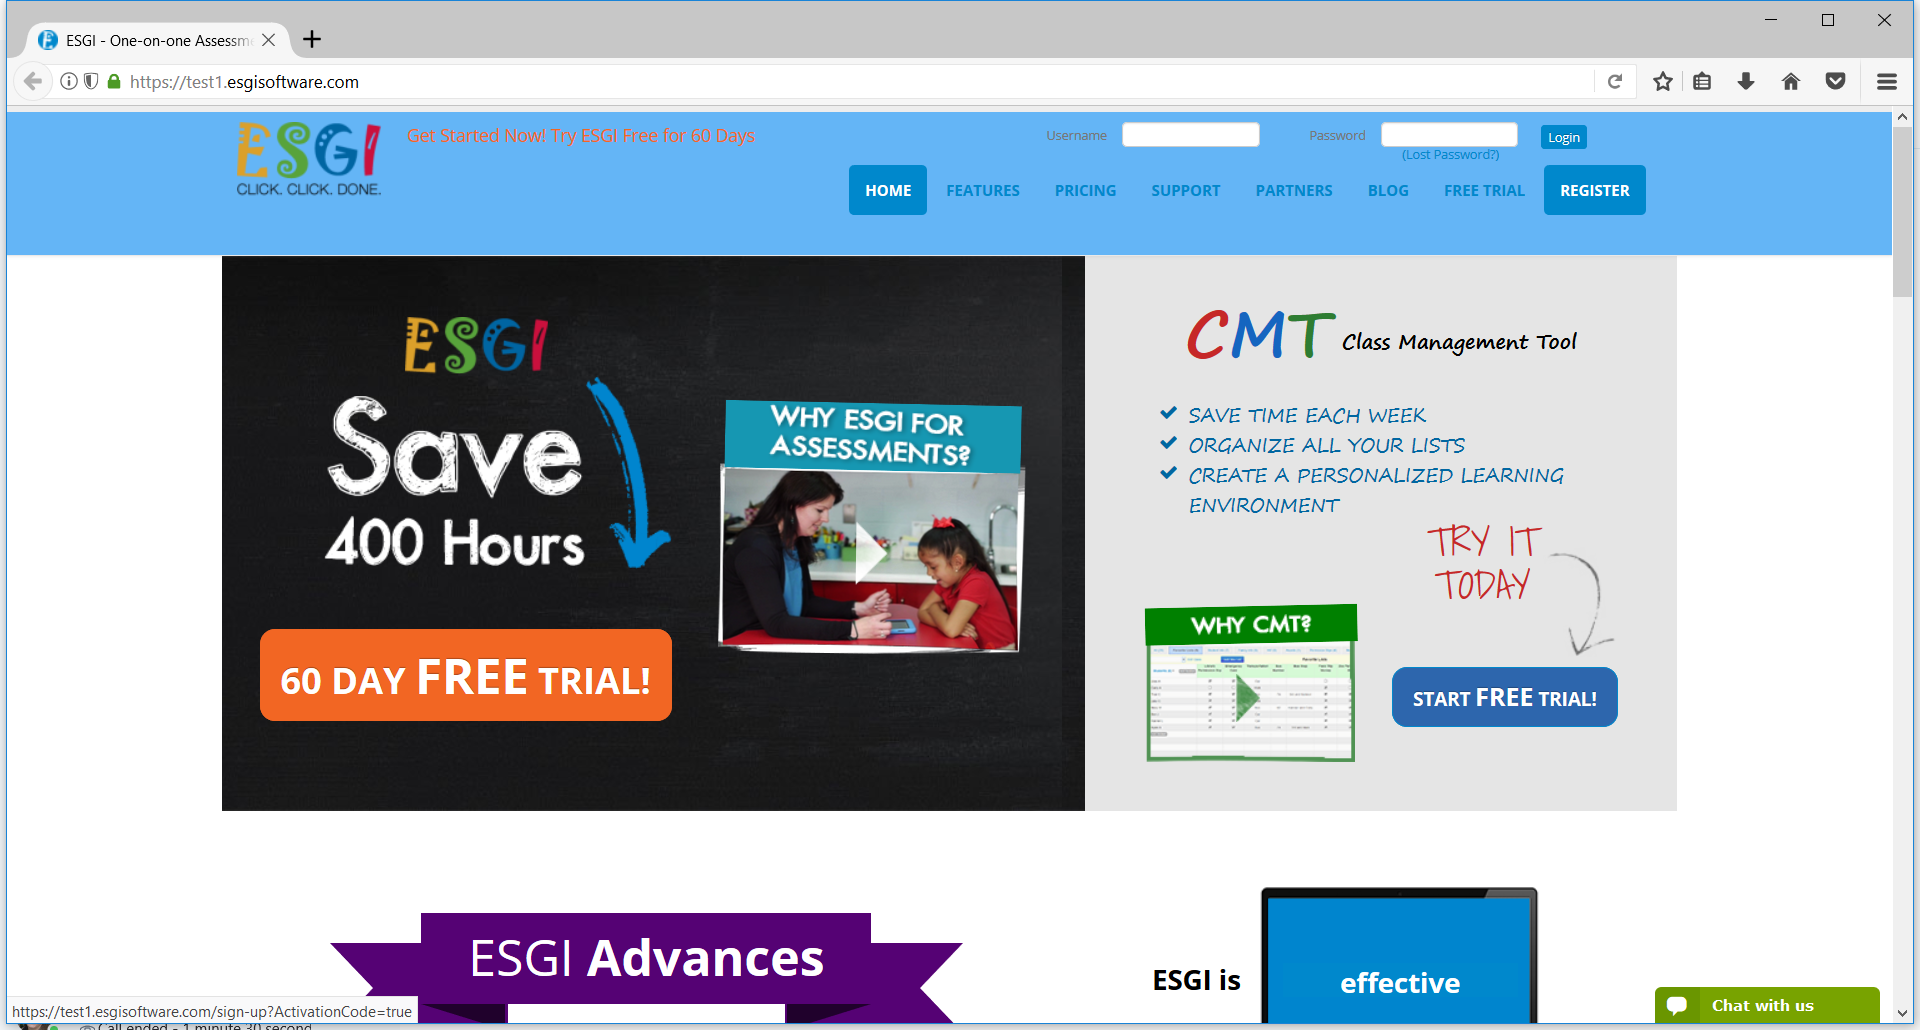 ESGI - One-on-one Assessm
https://test1.esgisoftware.com
ESGI
CLICK. CLICK. DONE.
Get Started Now! Try ESGI Free for 60 Days
Username
Password
Login
(Lost Password?)
HOME
FEATURES
PRICING
SUPPORT
PARTNERS
BLOG
FREE TRIAL
REGISTER
ESGI
Save
400 Hours
60 DAY FREE TRIAL!
WHY ESGI FOR
ASSESSMENTS?
CMT Class Management Tool
SAVE TIME EACH WEEK
ORGANIZE ALL YOUR LISTS
CREATE A PERSONALIZED LEARNING
ENVIRONMENT
TRY IT
TODAY
WHY CMT?
START FREE TRIAL!
ESGI Advances
ESGI is
effective
Chat with us
https://test1.esgisoftware.com/sign-up?ActivationCode=true
Call ended - 1 minute 30 second